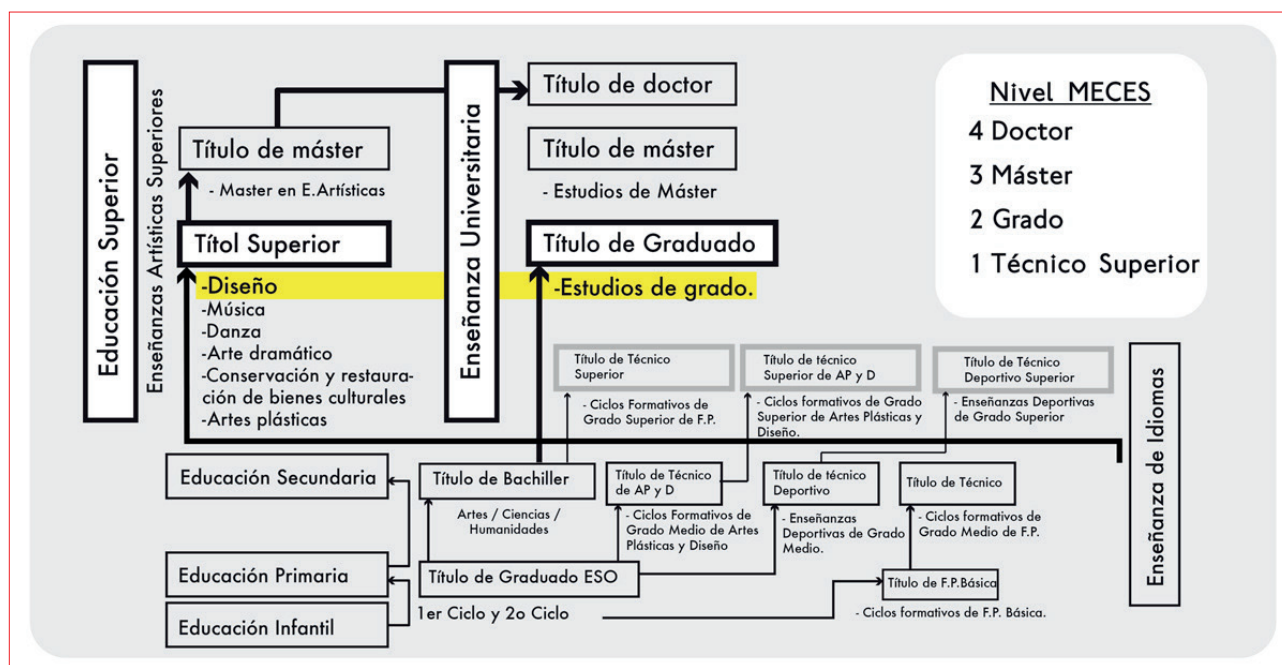 Educación Superior
Enseñanzas Artísticas Superiores
Título de máster
- Master en E.Artísticas
Títol Superior
-Diseño
-Música
-Danza
-Arte dramático
-Conservación y restaura-
ción de bienes culturales
-Artes plásticas
Enseñanza Universitaria
Título de doctor
Título de máster
- Estudios de Máster
Título de Graduado
-Estudios de grado.
Nivel MECES
4 Doctor
3 Máster
2 Grado
1 Técnico Superior
Título de Técnico
Superior
- Ciclos Formativos de
Grado Superior de F.P.
Título de técnico
Superior de AP y D
- Ciclos formativos de Grado
Superior de Artes Plásticas y
Diseño.
Título de Técnico
Deportivo Superior
- Enseñanzas Deportivas
de Grado Superior
Enseñanza de Idiomas
Educación Secundaria
Título de Bachiller
Artes / Ciencias /
Humanidades
Título de Técnico
de AP y D
- Ciclos Formativos de
Grado Medio de Artes
Plásticas y Diseño
Título de técnico
Deportivo
- Enseñanzas
Deportivas de Grado
Medio.
Título de Técnico
- Ciclos formativos de
Grado Medio de F.P.
Educación Primaria
Título de Graduado ESO
Título de F.P.Básica
Educación Infantil
1er Ciclo y 2o Ciclo
- Ciclos formativos de F.P. Básica.